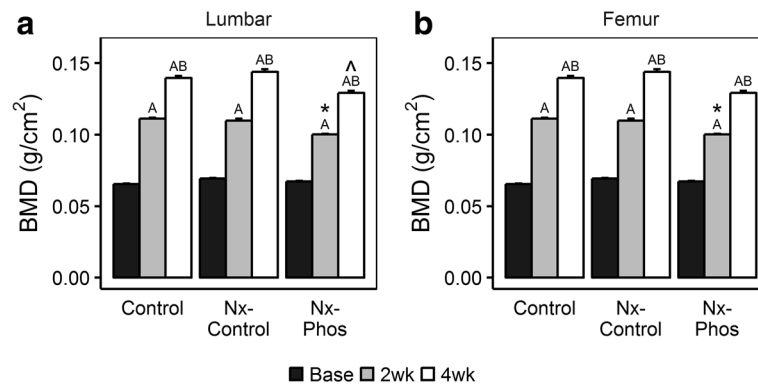 a
Lumbar
BMD (g/cm²)
0.15
0.10
0.05
0.00
A
AB
A
AB
*
A
^
AB
Control
Nx-
Control
Nx-
Phos
b
Femur
BMD (g/cm²)
0.15
0.10
0.05
0.00
A
AB
A
AB
*
A
AB
Control
Nx-
Control
Nx-
Phos
Base 2wk 4wk